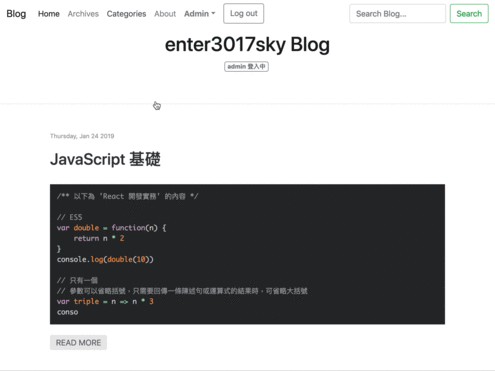 Blog Home Archives Categories About Admin Log out Search Blog... Search
enter3017sky Blog
admin 登入中
Thursday, Jan 24 2019
JavaScript 基礎
/** 以下為 'React 開發實務' 的內容 */
// ES5
var double = function(n) {
return n * 2
}
console.log(double(10))
// 只有一個
// 參數可以省略括號，只需要回傳一條陳述句或運算式的結果時，可省略大括號
var triple = n => n * 3
conso
READ MORE